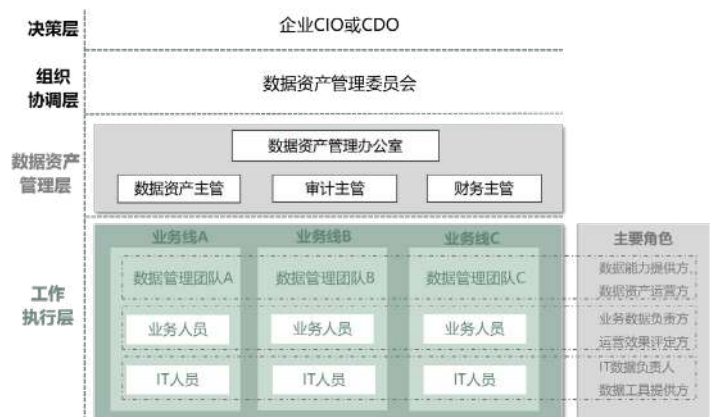 决策层
企业CIO或CDO
组织
协调层
数据资产管理委员会
数据资产
管理层
数据资产管理办公室
数据资产主管
审计主管
财务主管
工作
执行层
业务线A
业务线B
业务线C
主要角色
数据管理团队A
数据管理团队B
数据管理团队C
数据能力提供方
数据资产运营方
业务人员
业务人员
业务人员
业务数据负责方
运营效果评定方
IT人员
IT人员
IT人员
IT数据负责人
数据工具提供方